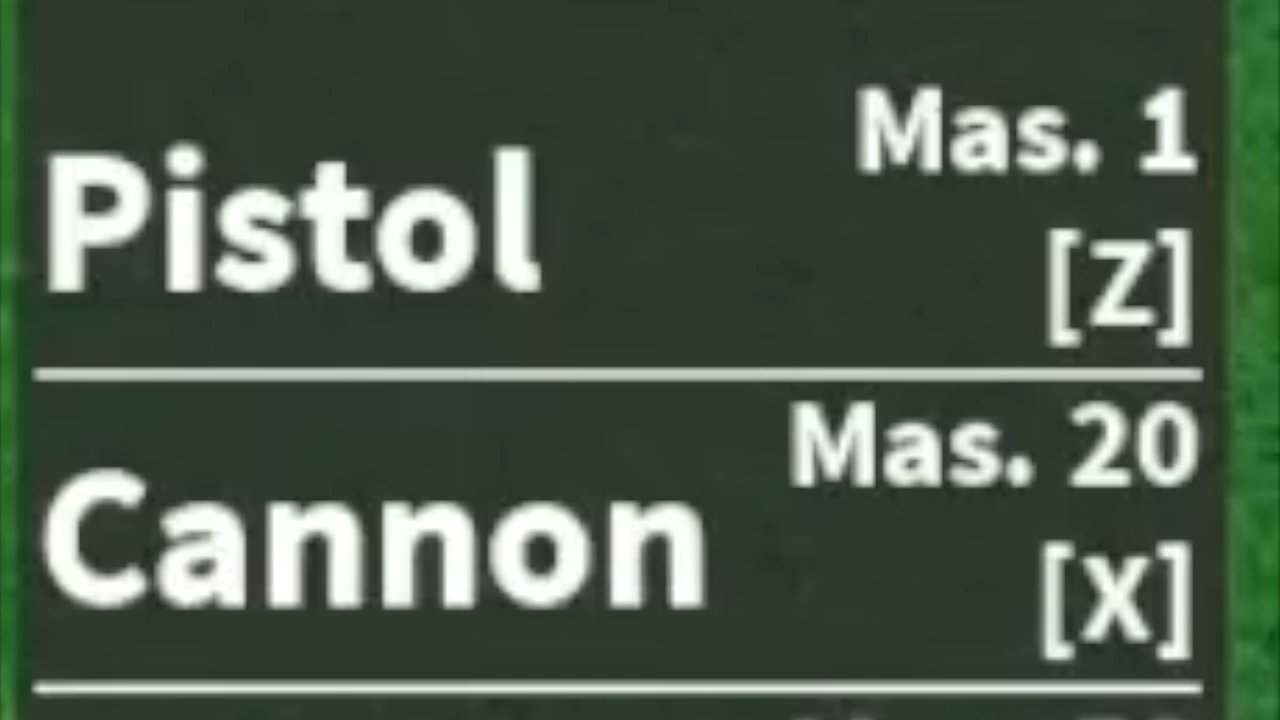 Pistol
Mas. 1
[Z]
Cannon
Mas. 20
[X]